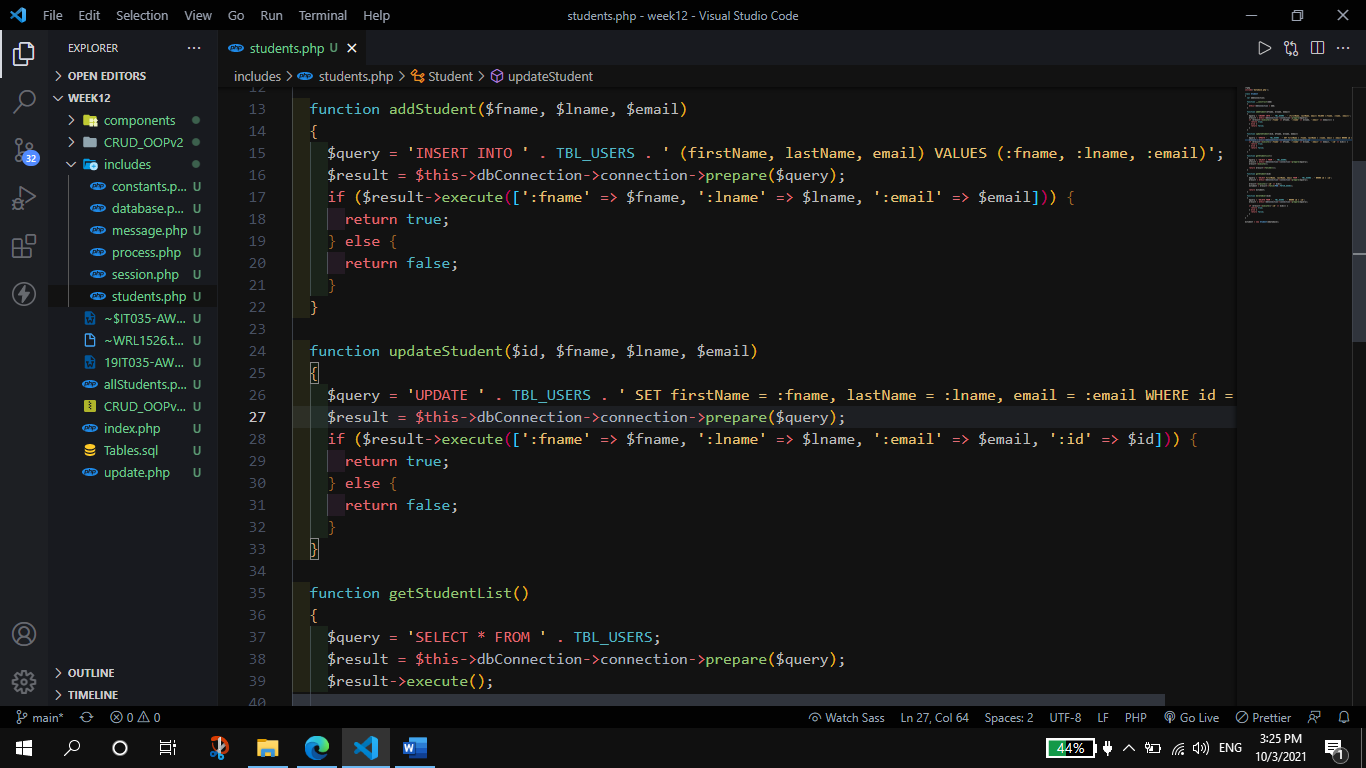 File Edit Selection View Go Run Terminal Help
students.php - week12 - Visual Studio Code
EXPLORER
OPEN EDITORS
WEEK12
components
CRUD_OOPv2
includes
constants.p... U
database.p... U
message.php U
process.php U
session.php U
students.php U
~$IT035-AW... U
~WRL1526.t... U
19IT035-AW... U
allStudents.p... U
CRUD_OOPv... U
index.php U
Tables.sql U
update.php U
OUTLINE
TIMELINE
32
students.php U
includes > students.php > Student > updateStudent
12
13 function addStudent($fname, $lname, $email)
14 {
15 $query = 'INSERT INTO ' . TBL_USERS . ' (firstName, lastName, email) VALUES (:fname, :lname, :email)';
16 $result = $this->dbConnection->connection->prepare($query);
17 if ($result->execute([':fname' => $fname, ':lname' => $lname, ':email' => $email])) {
18 return true;
19 } else {
20 return false;
21 }
22 }
23
24 function updateStudent($id, $fname, $lname, $email)
25 {
26 $query = 'UPDATE ' . TBL_USERS . ' SET firstName = :fname, lastName = :lname, email = :email WHERE id =
27 $result = $this->dbConnection->connection->prepare($query);
28 if ($result->execute([':fname' => $fname, ':lname' => $lname, ':email' => $email, ':id' => $id])) {
29 return true;
30 } else {
31 return false;
32 }
33 }
34
35 function getStudentList()
36 {
37 $query = 'SELECT * FROM ' . TBL_USERS;
38 $result = $this->dbConnection->connection->prepare($query);
39 $result->execute();
40
main* 0 0 Watch Sass Ln 27, Col 64 Spaces: 2 UTF-8 LF PHP Go Live Prettier
44% ENG 3:25 PM
10/3/2021 1